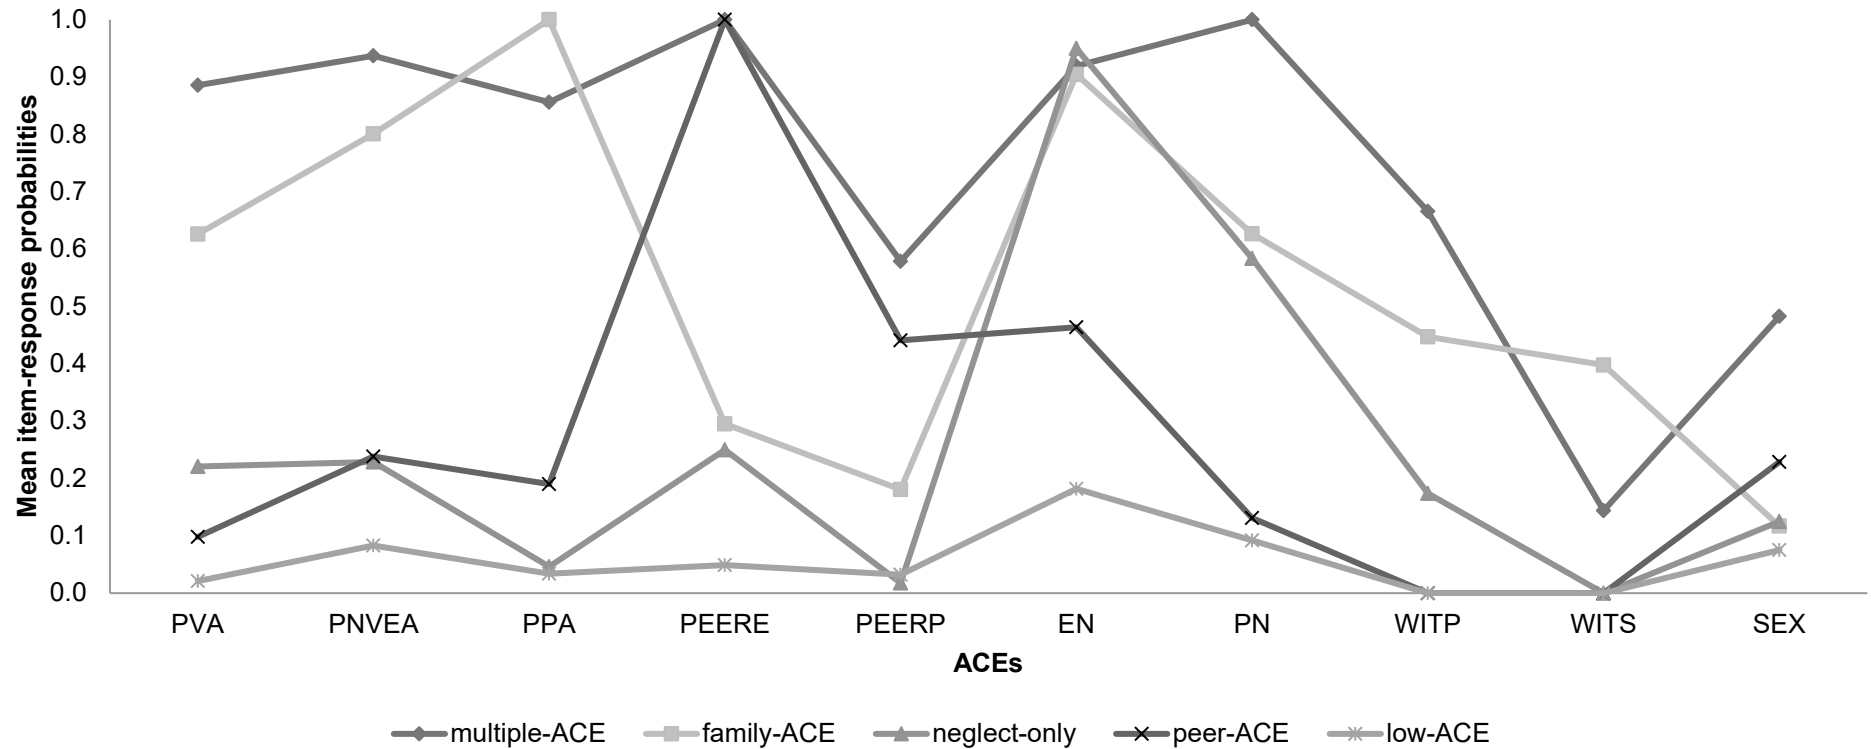 Mean item-response probabilities
1.0
0.9
0.8
0.7
0.6
0.5
0.4
0.3
0.2
0.1
0.0
PVA PNVEA PPA PEERE PEERP EN PN WITP WITS SEX
ACEs
multiple-ACE family-ACE neglect-only peer-ACE low-ACE